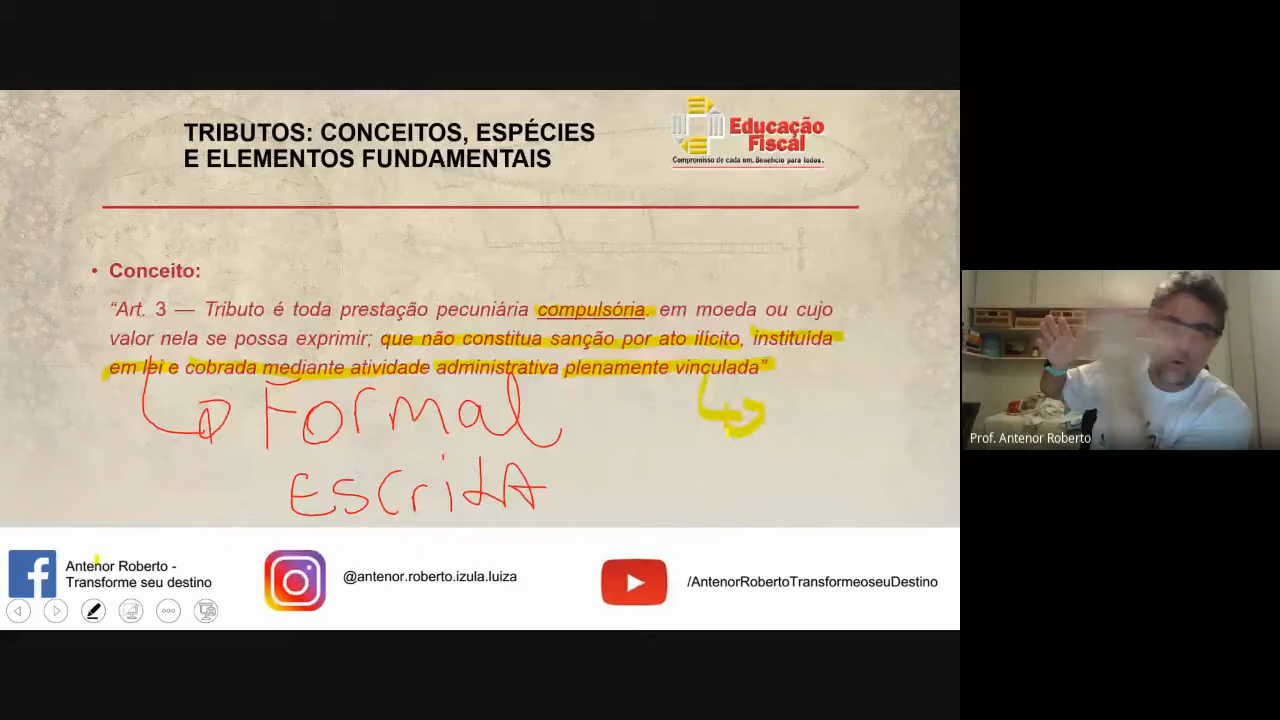 TRIBUTOS: CONCEITOS, ESPÉCIES
E ELEMENTOS FUNDAMENTAIS
Educação
Fiscal
Compromisso de cada um. Benefício para todos.
• Conceito:
“Art. 3 — Tributo é toda prestação pecuniária compulsória. em moeda ou cujo
valor nela se possa exprimir; que não constitua sanção por ato ilícito, instituída
em lei e cobrada mediante atividade administrativa plenamente vinculada”
Formal
EscritA
Antenor Roberto -
Transforme seu destino
@antenor.roberto.izula.luiza
/AntenorRobertoTransformeoseuDestino
Prof. Antenor Roberto